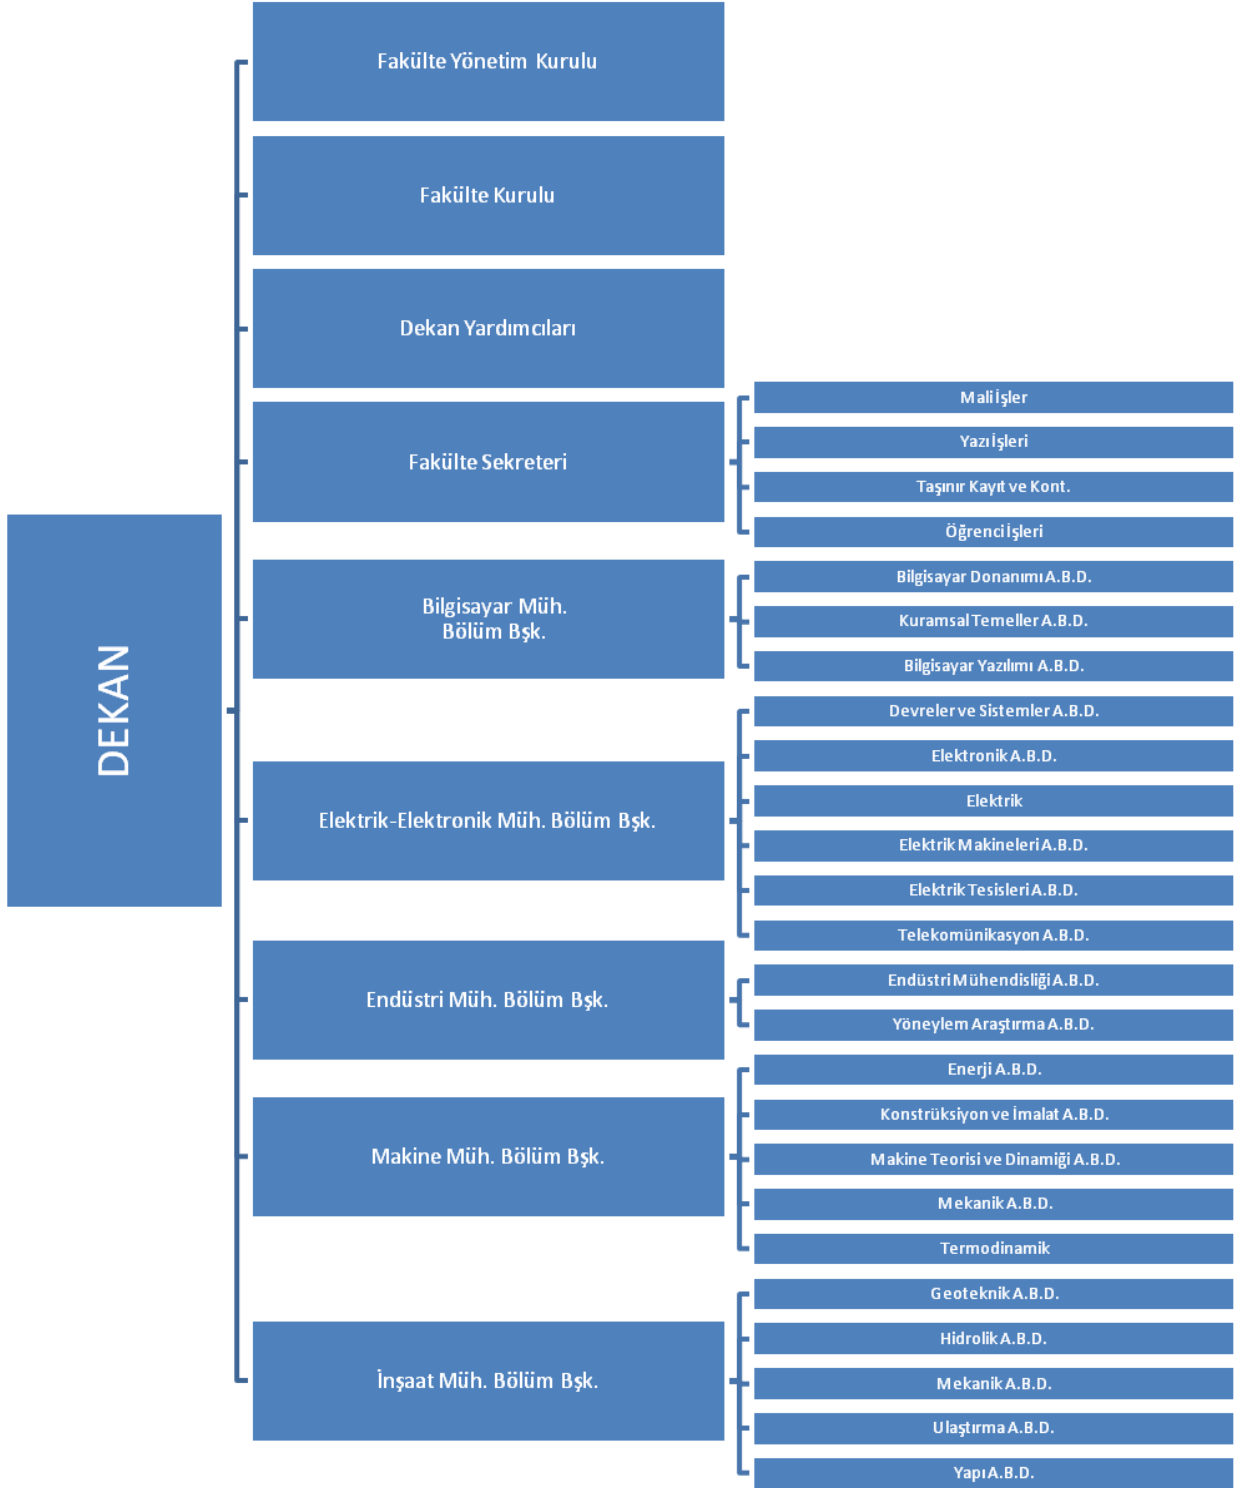 DEKAN
Fakülte Yönetim Kurulu
Fakülte Kurulu
Dekan Yardımcıları
Fakülte Sekreteri
Mali İşler
Yazı İşleri
Taşınır Kayıt ve Kont.
Öğrenci İşleri
Bilgisayar Müh.
Bölüm Bşk.
Bilgisayar Donanımı A.B.D.
Kuramsal Temeller A.B.D.
Bilgisayar Yazılımı A.B.D.
Elektrik-Elektronik Müh. Bölüm Bşk.
Devreler ve Sistemler A.B.D.
Elektronik A.B.D.
Elektrik
Elektrik Makineleri A.B.D.
Elektrik Tesisleri A.B.D.
Telekomünikasyon A.B.D.
Endüstri Müh. Bölüm Bşk.
Endüstri Mühendisliği A.B.D.
Yöneylem Araştırma A.B.D.
Makine Müh. Bölüm Bşk.
Enerji A.B.D.
Konstrüksiyon ve İmalat A.B.D.
Makine Teorisi ve Dinamiği A.B.D.
Mekanik A.B.D.
Termodinamik
İnşaat Müh. Bölüm Bşk.
Geoteknik A.B.D.
Hidrolik A.B.D.
Mekanik A.B.D.
Ulaştırma A.B.D.
Yapı A.B.D.